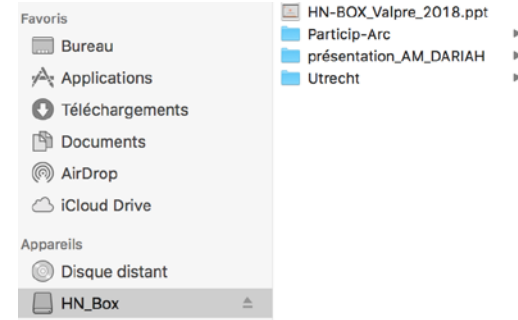 Favoris
Bureau
Applications
Téléchargements
Documents
AirDrop
iCloud Drive
Appareils
Disque distant
HN_Box
HN-BOX_Valpre_2018.ppt
Particip-Arc
présentation_AM_DARIAH
Utrecht